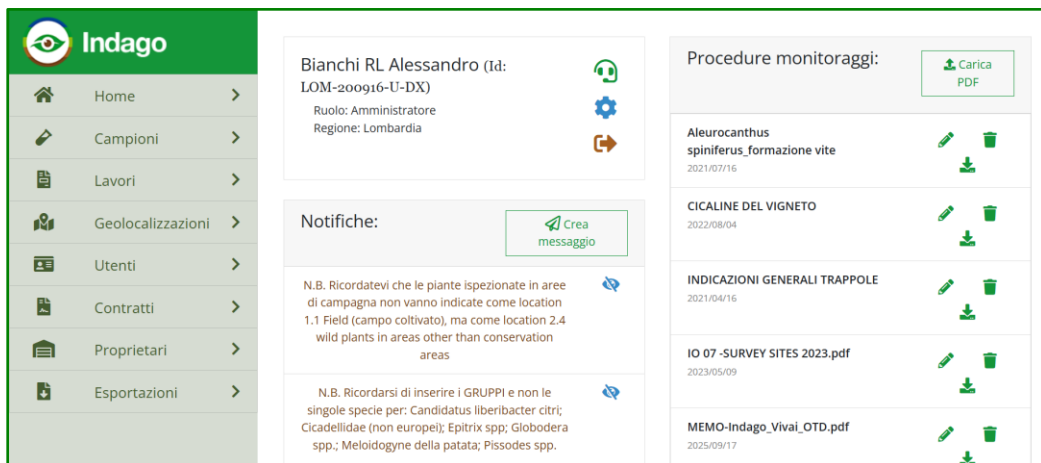 Indago
Home
Campioni
Lavori
Geolocalizzazioni
Utenti
Contratti
Proprietari
Esportazioni
Bianchi RL Alessandro (Id:
LOM-200916-U-DX)
Ruolo: Amministratore
Regione: Lombardia
Notifiche:
Crea
messaggio
N.B. Ricordatevi che le piante ispezionate in aree
di campagna non vanno indicate come location
1.1 Field (campo coltivato), ma come location 2.4
wild plants in areas other than conservation
areas
N.B. Ricordarsi di inserire i GRUPPI e non le
singole specie per: Candidatus liberibacter citri;
Cicadellidae (non europei); Epitrix spp; Globodera
spp.; Meloidogyne della patata; Pissodes spp.
Procedure monitoraggi:
Carica
PDF
Aleurocanthus
spiniferus_formazione vite
2021/07/16
CICALINE DEL VIGNETO
2022/08/04
INDICAZIONI GENERALI TRAPPOLE
2021/04/16
IO 07 -SURVEY SITES 2023.pdf
2023/05/09
MEMO-Indago_Vivai_OTD.pdf
2025/09/17